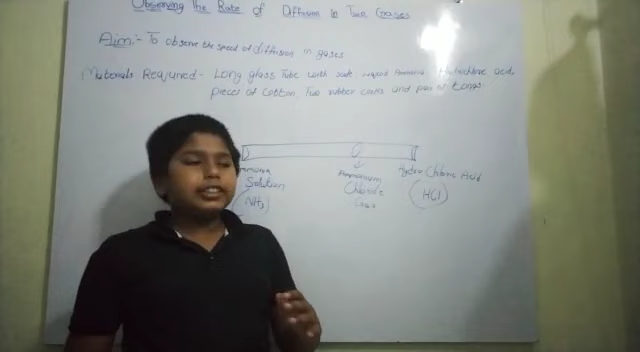 Observing the Rate of Diffusion in Two Gases
Aim:- To observe the speed of diffusion in gases
Materials Required - Long glass Tube with Liquid Ammonia, Hydrochloric acid,
pieces of Cotton, Two rubber corks and pair of Tongs
Ammonia Solution
NH3
Ammonium
Chloride
Hydro Chloric Acid
HCl